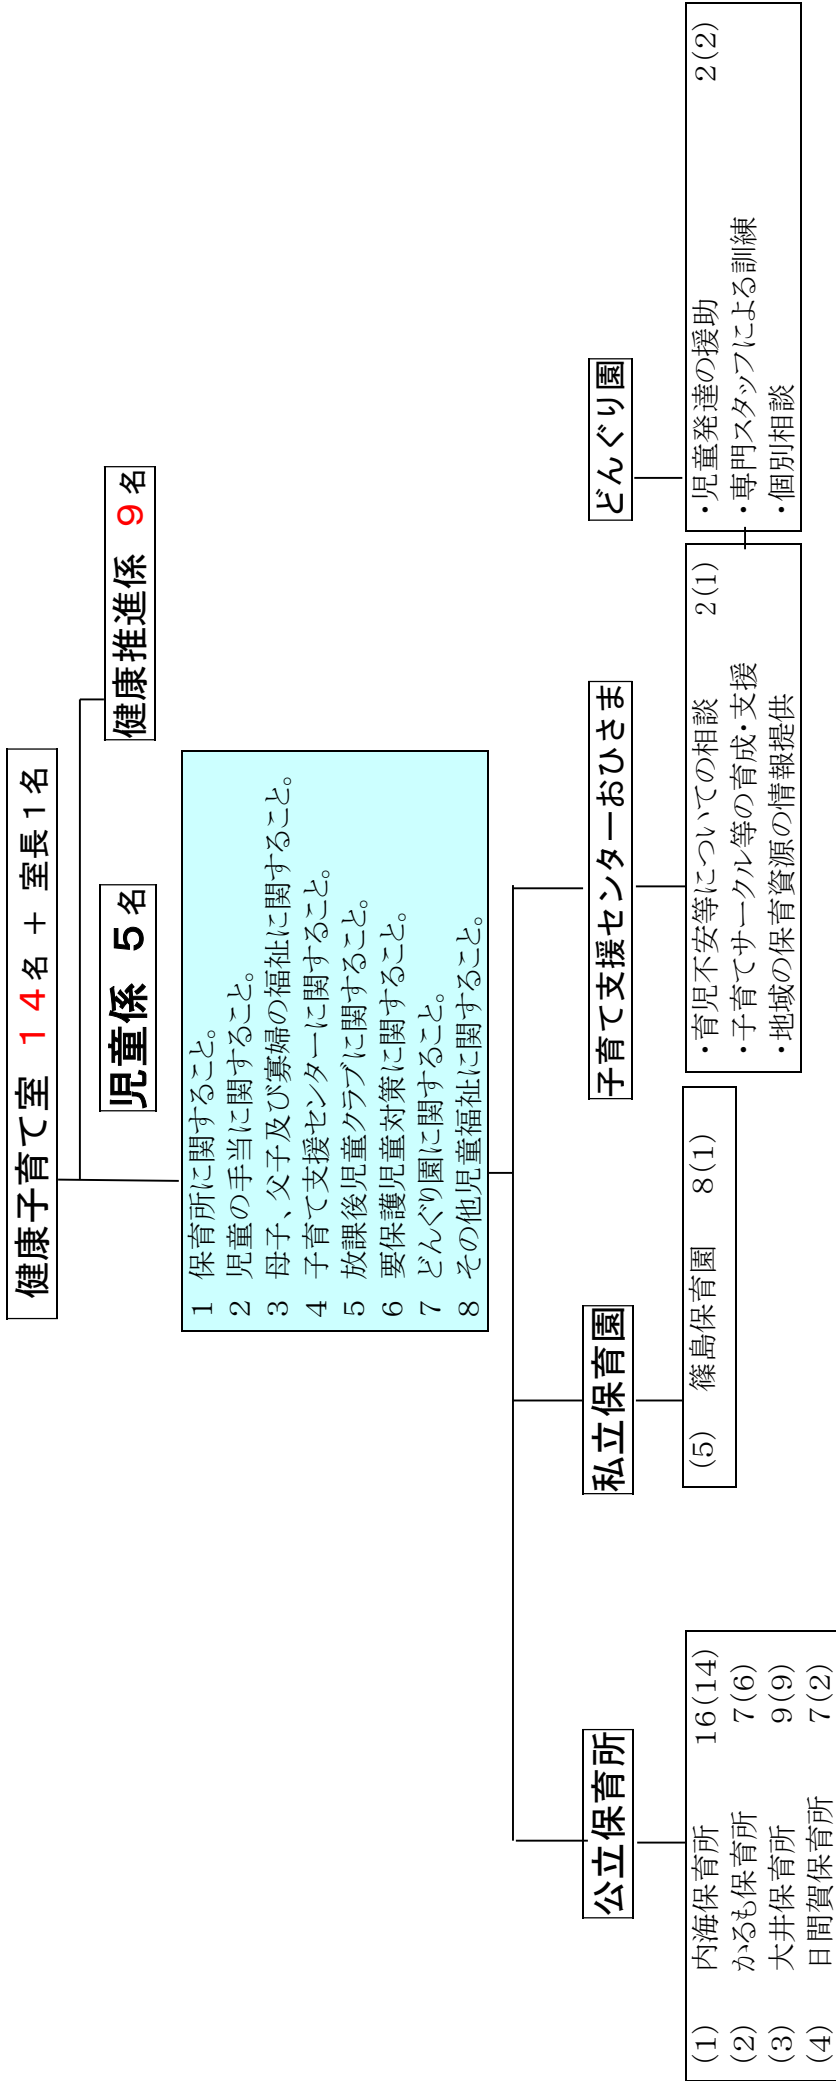 健康子育て室 14名 + 室長1名
児童係 5名
健康推進係 9名
1 保育所に関すること。
2 児童の手当に関すること。
3 母子、父子及び寡婦の福祉に関すること。
4 子育て支援センターに関すること。
5 放課後児童クラブに関すること。
6 要保護児童対策に関すること。
7 どんぐり園に関すること。
8 その他児童福祉に関すること。
公立保育所
(1) 内海保育所 16(14)
(2) かるも保育所 7(6)
(3) 大井保育所 9(9)
(4) 日間賀保育所 7(2)
私立保育園
(5) 篠島保育園 8(1)
子育て支援センターおひさま
・育児不安等についての相談 2(1)
・子育てサークル等の育成・支援
・地域の保育資源の情報提供
どんぐり園
・児童発達の援助 2(2)
・専門スタッフによる訓練
・個別相談